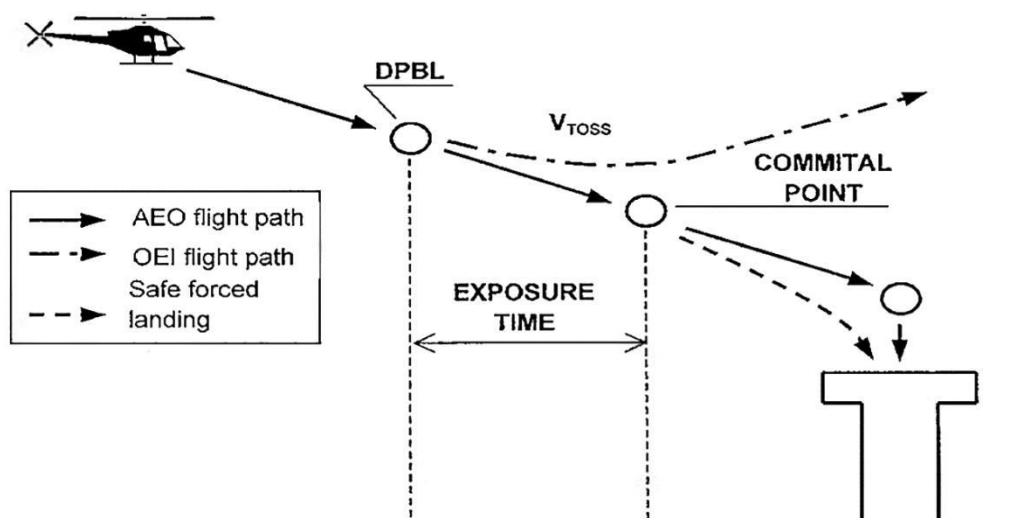 DPBL
VTOSS
COMMITAL
POINT
AEO flight path
OEI flight path
Safe forced
landing
EXPOSURE
TIME